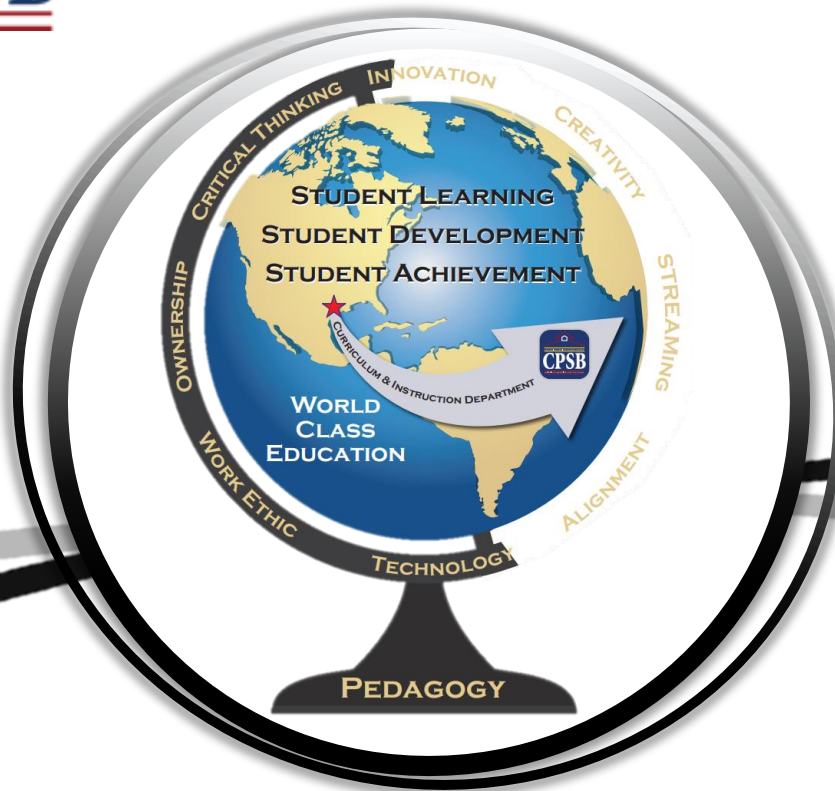 INNOVATION
CREATIVITY
STREAMING
ALIGNMENT
TECHNOLOGY
WORK ETHIC
OWNERSHIP
CRITICAL THINKING
STUDENT LEARNING
STUDENT DEVELOPMENT
STUDENT ACHIEVEMENT
CURRICULUM & INSTRUCTION DEPARTMENT
CPSB
WORLD
CLASS
EDUCATION
PEDAGOGY